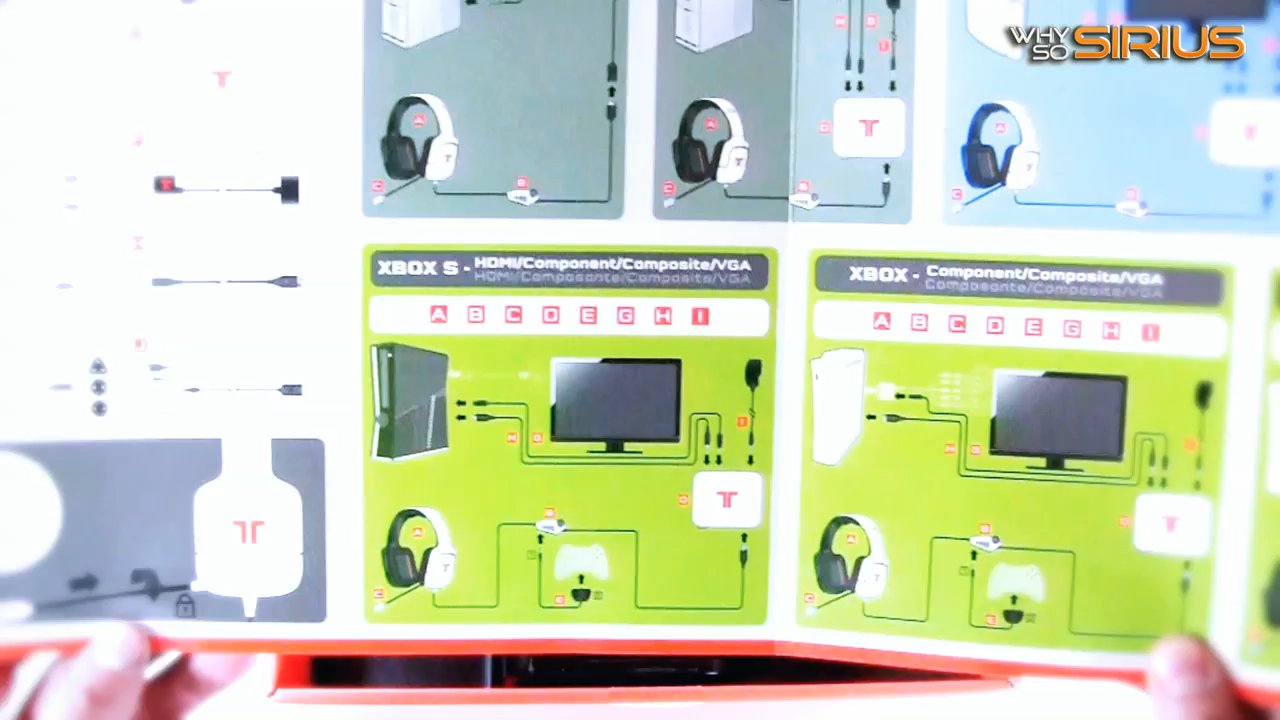 WHY
SO SIRIUS
XBOX S - HDMI/Component/Composite/VGA
HDMI/Composante/Composite/VGA
A B C D E G H I
XBOX - Component/Composite/VGA
Composante/Composite/VGA
A B C D E G H I